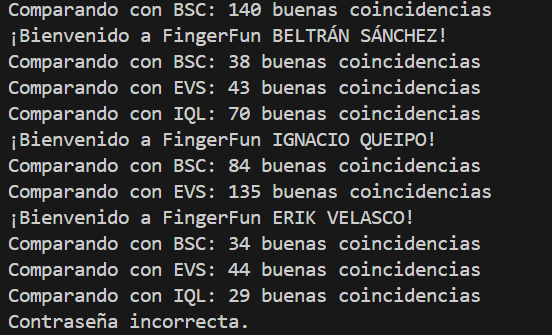 Comparando con BSC: 140 buenas coincidencias
¡Bienvenido a FingerFun BELTRÁN SÁNCHEZ!
Comparando con BSC: 38 buenas coincidencias
Comparando con EVS: 43 buenas coincidencias
Comparando con IQL: 70 buenas coincidencias
¡Bienvenido a FingerFun IGNACIO QUEIPO!
Comparando con BSC: 84 buenas coincidencias
Comparando con EVS: 135 buenas coincidencias
¡Bienvenido a FingerFun ERIK VELASCO!
Comparando con BSC: 34 buenas coincidencias
Comparando con EVS: 44 buenas coincidencias
Comparando con IQL: 29 buenas coincidencias
Contraseña incorrecta.